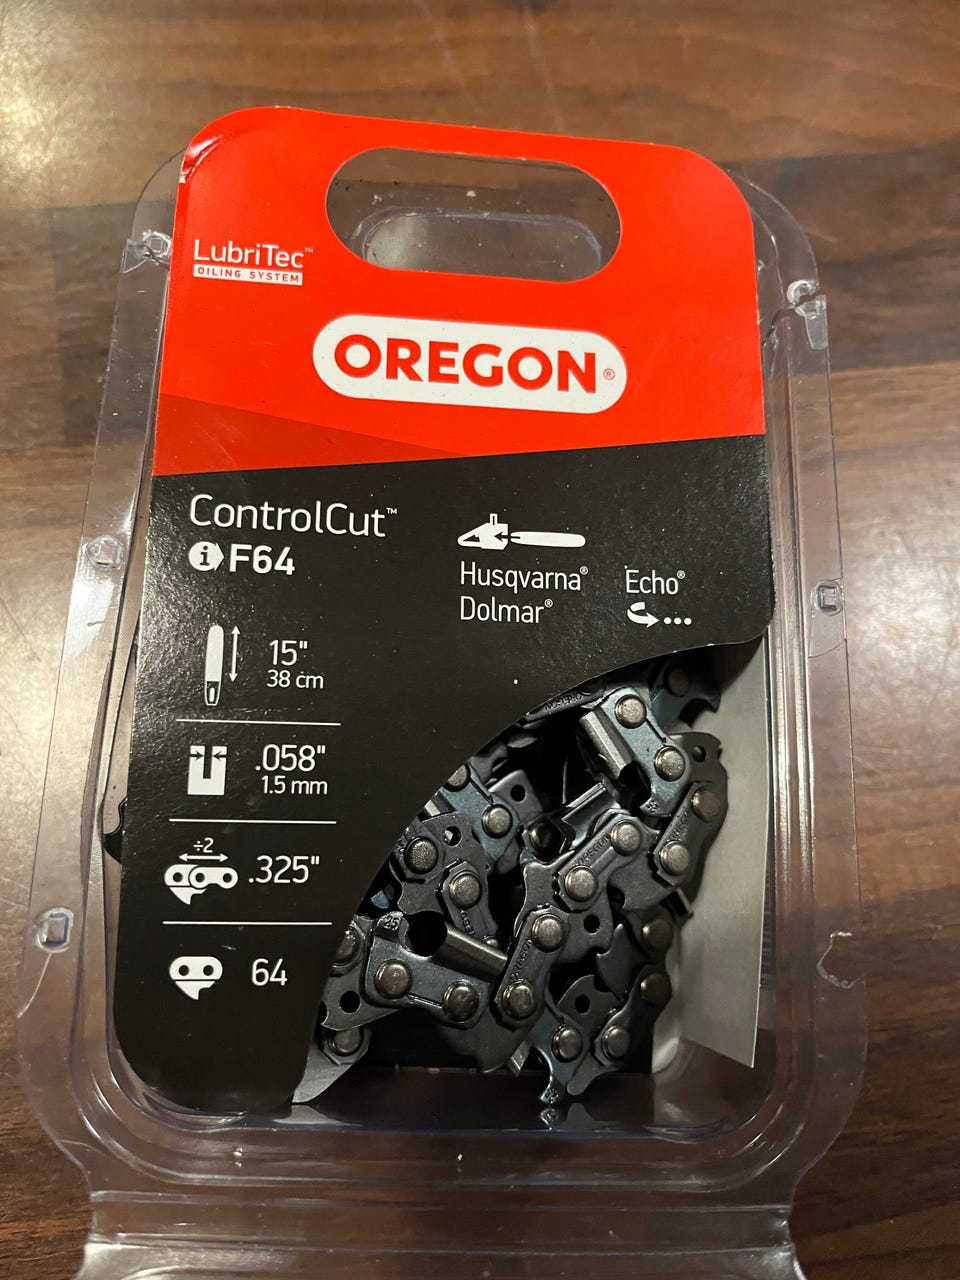 LubriTec™
OILING SYSTEM
OREGON®
ControlCut™
i F64
Husqvarna®
Dolmar®
Echo®
15"
38 cm
.058"
1.5 mm
÷2
.325"
64
25